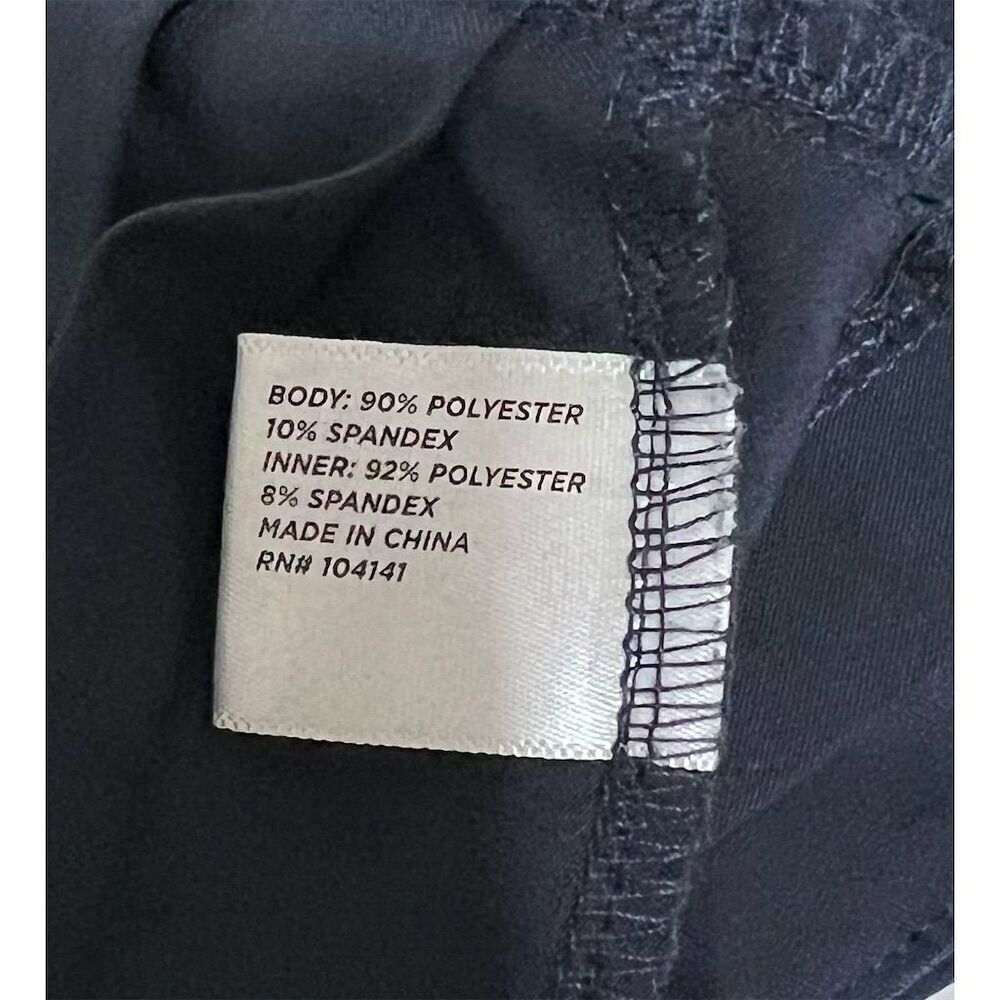 BODY: 90% POLYESTER
10% SPANDEX
INNER: 92% POLYESTER
8% SPANDEX
MADE IN CHINA
RN# 104141